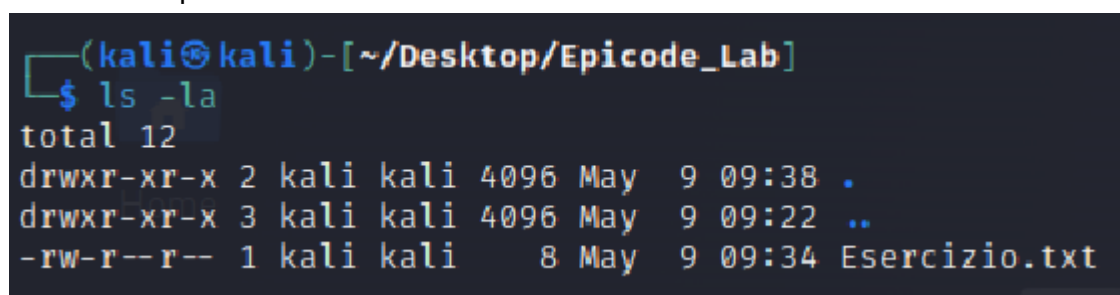 (kali㉿kali)-[~/Desktop/Epicode_Lab]
$ ls -la
total 12
drwxr-xr-x 2 kali kali 4096 May  9 09:38 .
drwxr-xr-x 3 kali kali 4096 May  9 09:22 ..
-rw-r--r-- 1 kali kali    8 May  9 09:34 Esercizio.txt
Home